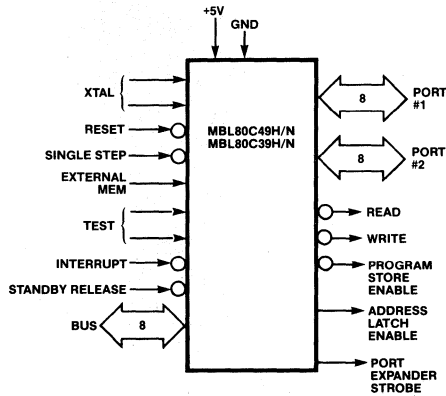 +5V
GND
XTAL
RESET
SINGLE STEP
EXTERNAL
MEM
TEST
INTERRUPT
STANDBY RELEASE
BUS
8
MBL80C49H/N
MBL80C39H/N
8
PORT
#1
8
PORT
#2
READ
WRITE
PROGRAM
STORE
ENABLE
ADDRESS
LATCH
ENABLE
PORT
EXPANDER
STROBE